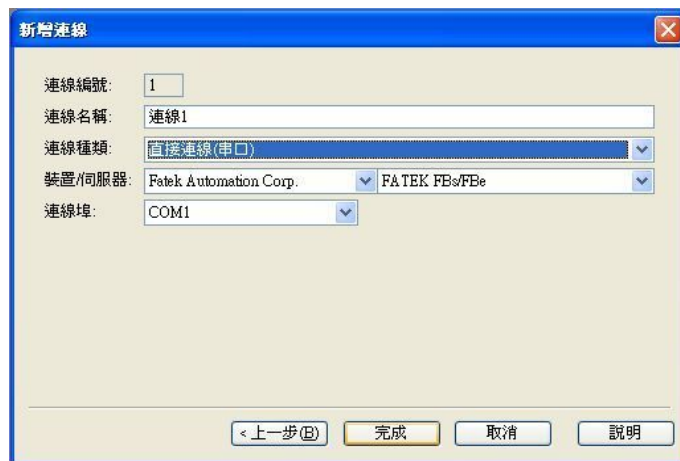 新增連線
連線編號: 1
連線名稱: 連線1
連線種類: 直接連線(串口)
裝置/伺服器: Fatek Automation Corp. FATEK FBs/FBe
連線埠: COM1
<上一步(B) 完成 取消 說明